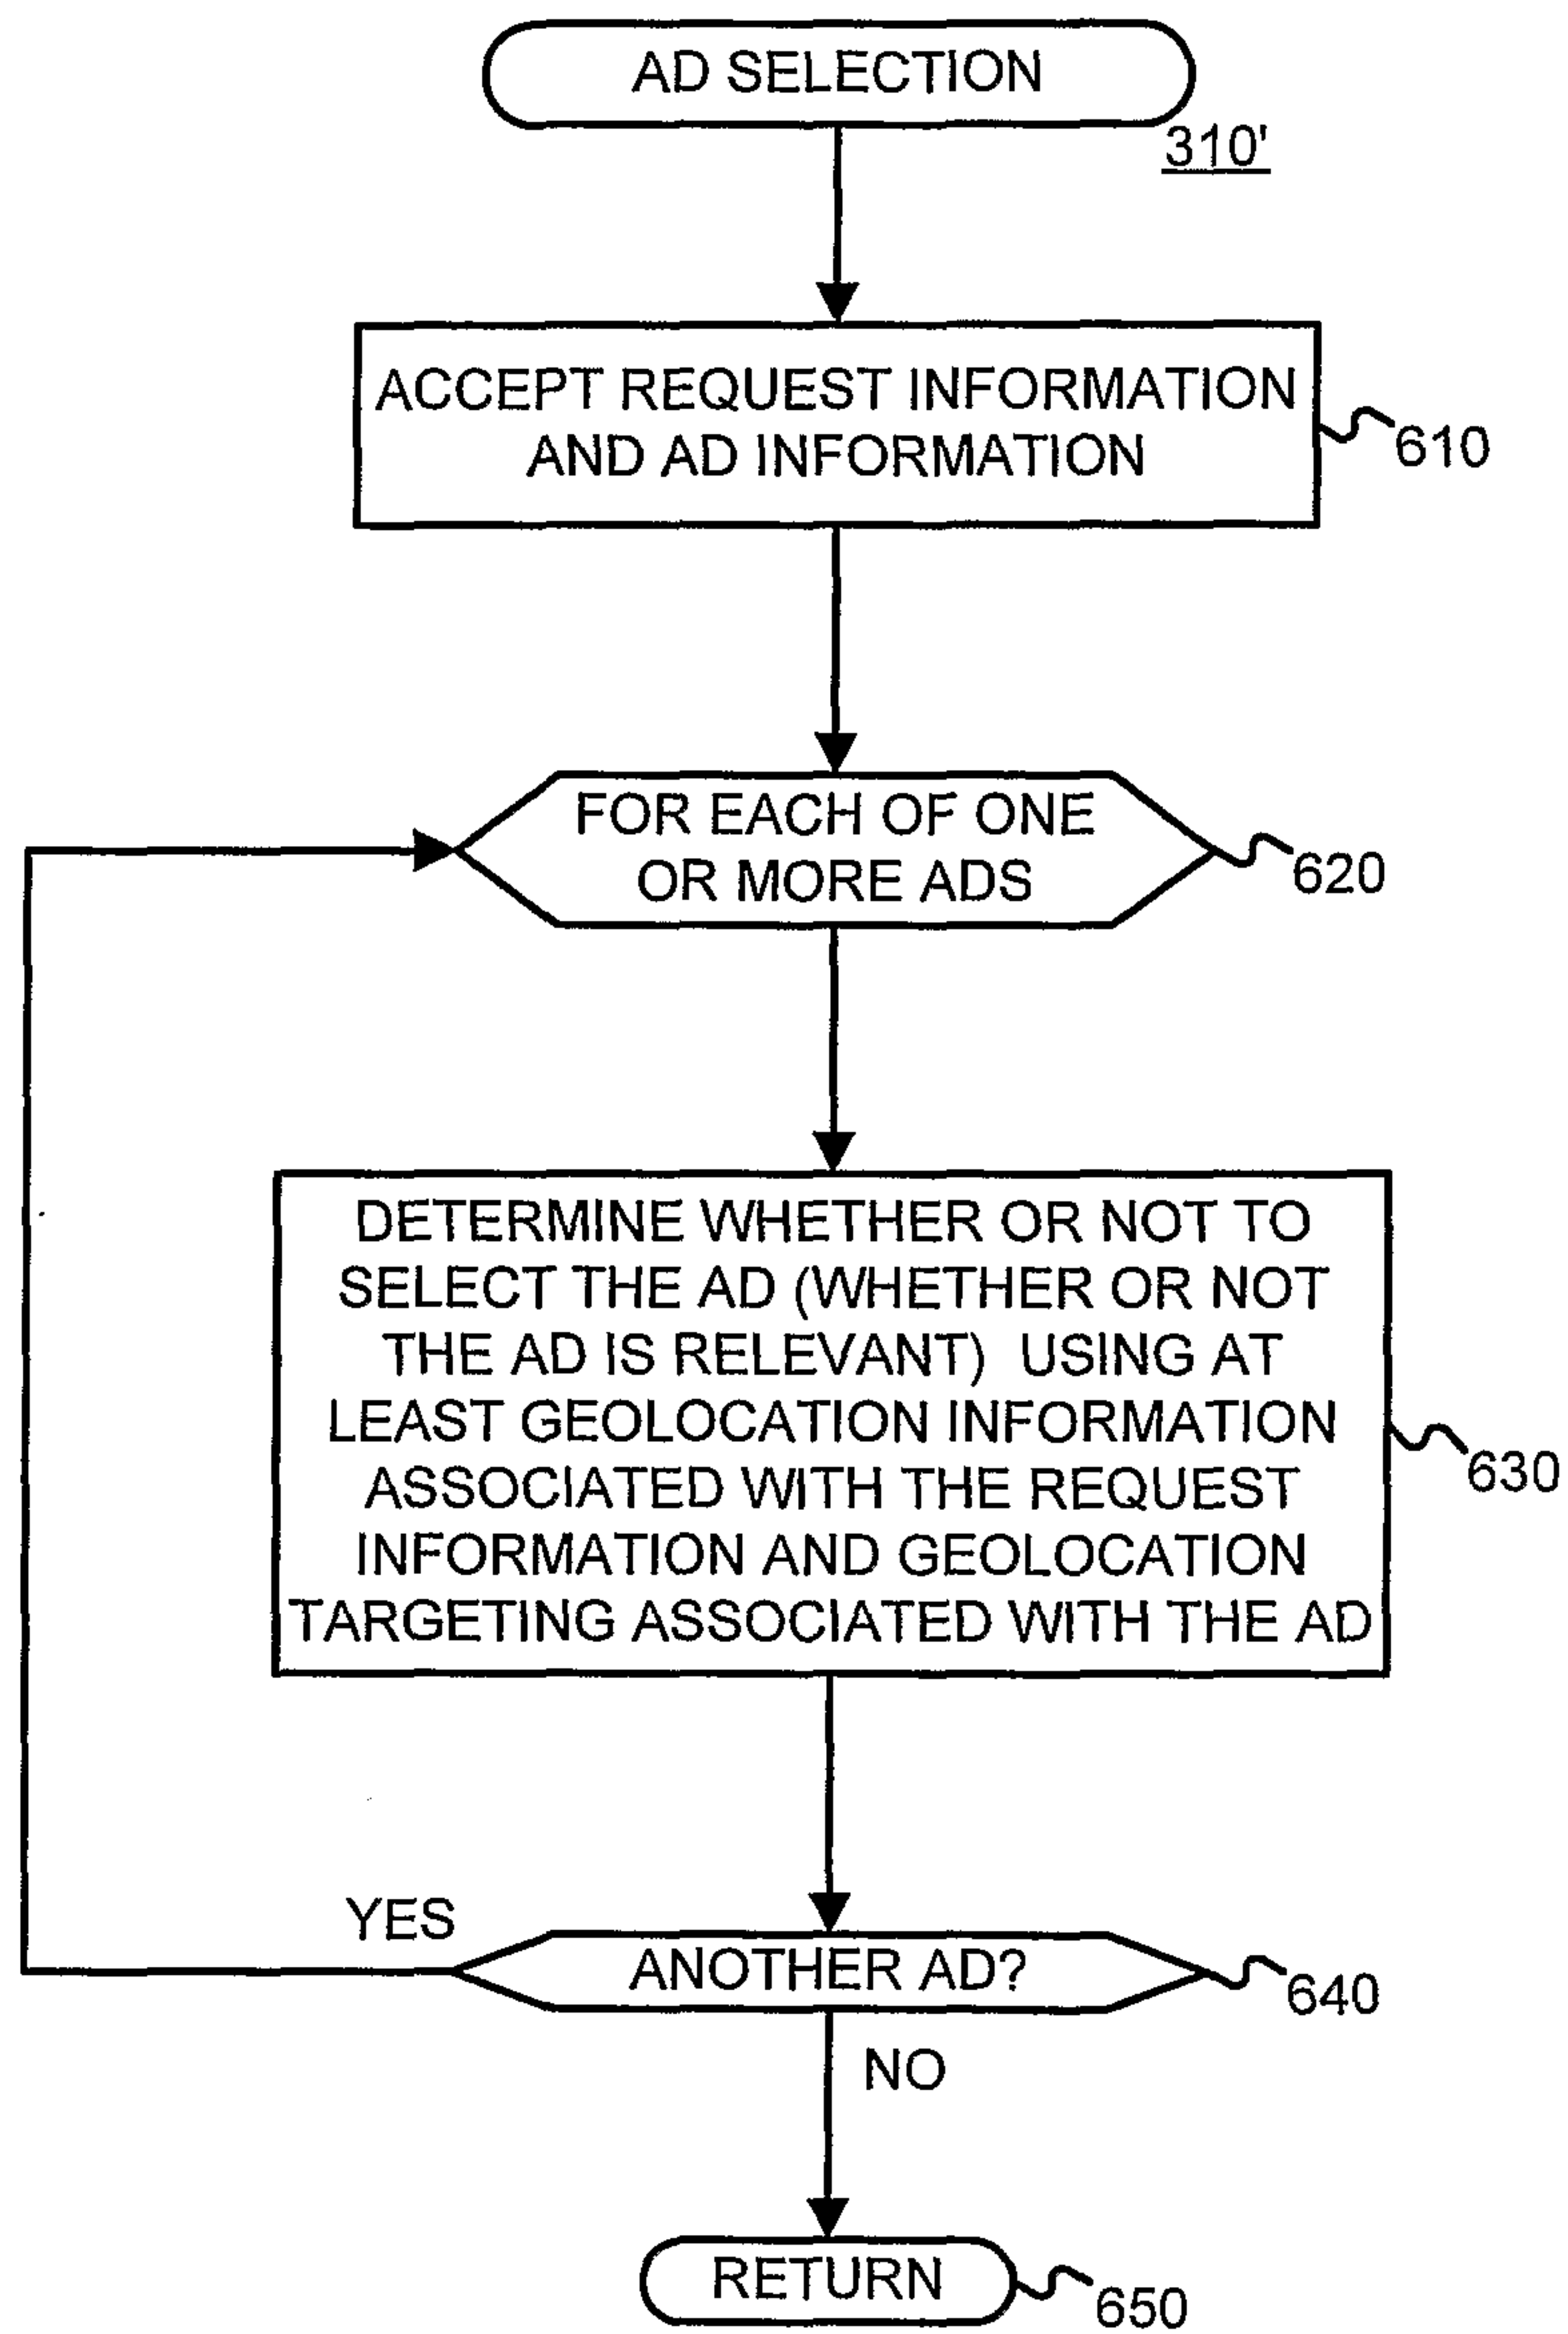 AD SELECTION
310'
ACCEPT REQUEST INFORMATION
AND AD INFORMATION
610
FOR EACH OF ONE
OR MORE ADS
620
DETERMINE WHETHER OR NOT TO
SELECT THE AD (WHETHER OR NOT
THE AD IS RELEVANT) USING AT
LEAST GEOLOCATION INFORMATION
ASSOCIATED WITH THE REQUEST
INFORMATION AND GEOLOCATION
TARGETING ASSOCIATED WITH THE AD
630
YES
ANOTHER AD?
640
NO
RETURN
650